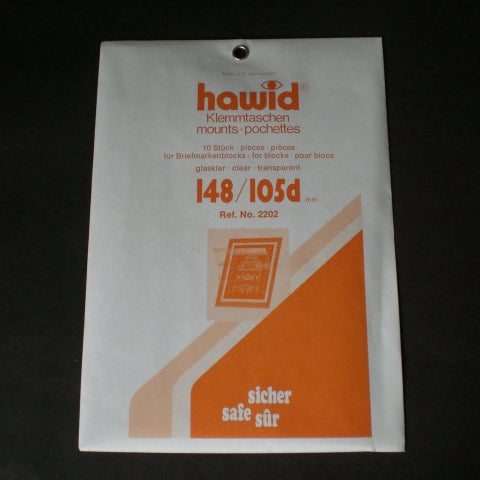 hawid®
Klemmtaschen
mounts · pochettes
10 Stück · pieces · pièces
für Briefmarkenblocks · for blocks · pour blocs
glasklar · clear · transparent
148/105d mm
Ref. No. 2202
sicher
safe sûr